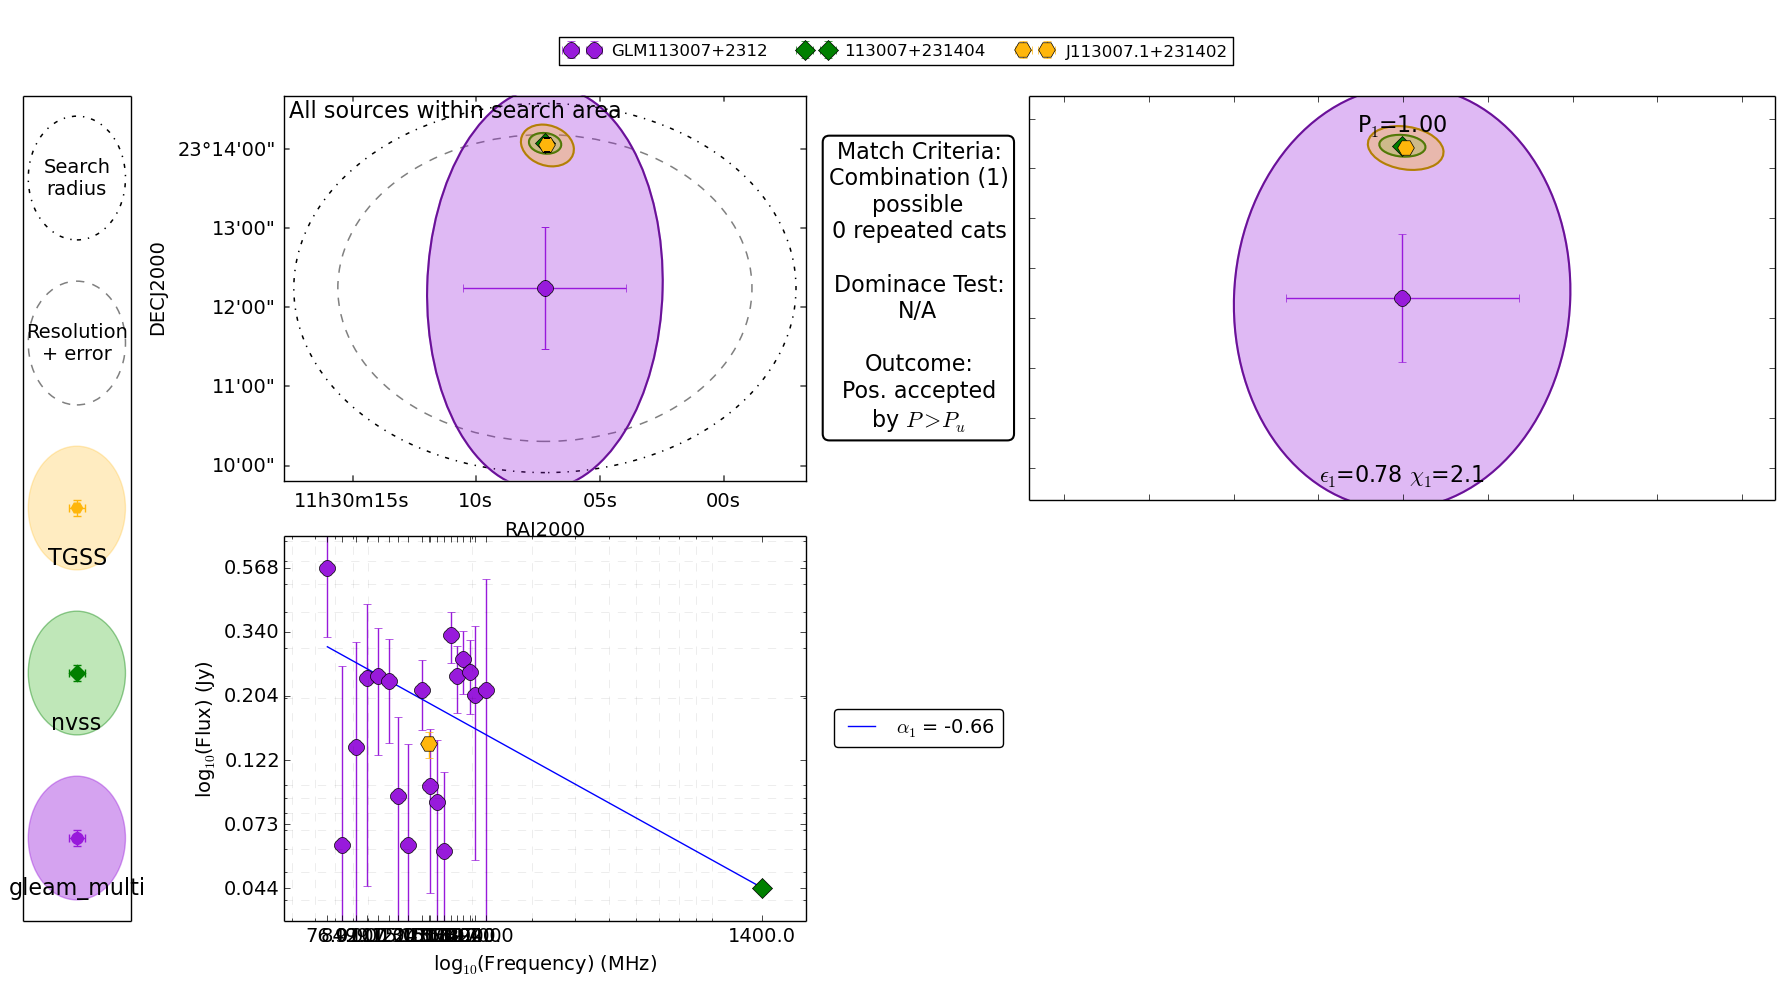 GLM113007+2312 113007+231404 J113007.1+231402
Search
radius
Resolution
+ error
TGSS
nvss
gleam_multi
All sources within search area
DECJ2000
23°14'00"
13'00"
12'00"
11'00"
10'00"
11h30m15s 10s 05s 00s
RAJ2000
Match Criteria:
Combination (1)
possible
0 repeated cats
Dominace Test:
N/A
Outcome:
Pos. accepted
by P>Pᵤ
P₁=1.00
ϵ₁=0.78 χ₁=2.1
log₁₀(Flux) (Jy)
0.568
0.340
0.204
0.122
0.073
0.044
1400.0
log₁₀(Frequency) (MHz)
α₁ = -0.66